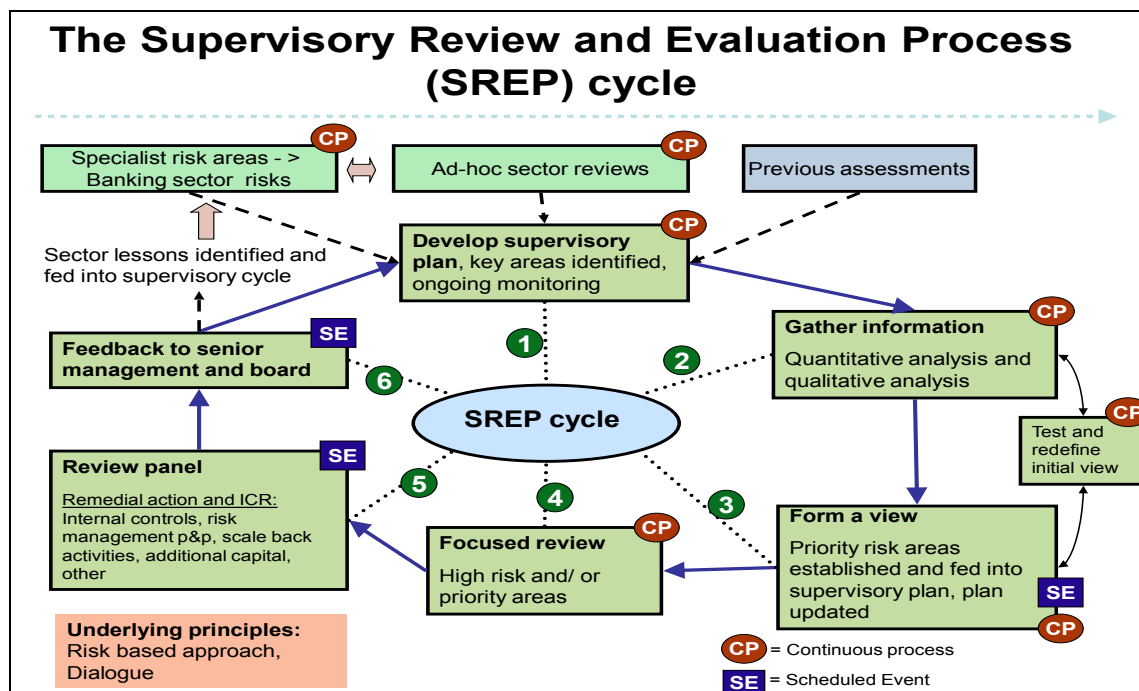 The Supervisory Review and Evaluation Process
(SREP) cycle
CP
Specialist risk areas - >
Banking sector risks
CP
Ad-hoc sector reviews
Previous assessments
Sector lessons identified and
fed into supervisory cycle
CP
Develop supervisory
plan, key areas identified,
ongoing monitoring
SE
Feedback to senior
management and board
1
2
CP
Gather information
Quantitative analysis and
qualitative analysis
6
SREP cycle
CP
Test and
redefine
initial view
SE
Review panel
Remedial action and ICR:
Internal controls, risk
management p&p, scale back
activities, additional capital,
other
5
4
3
CP
Focused review
High risk and/ or
priority areas
Form a view
Priority risk areas
established and fed into
supervisory plan, plan
updated
SE
CP
Underlying principles:
Risk based approach,
Dialogue
CP = Continuous process
SE = Scheduled Event